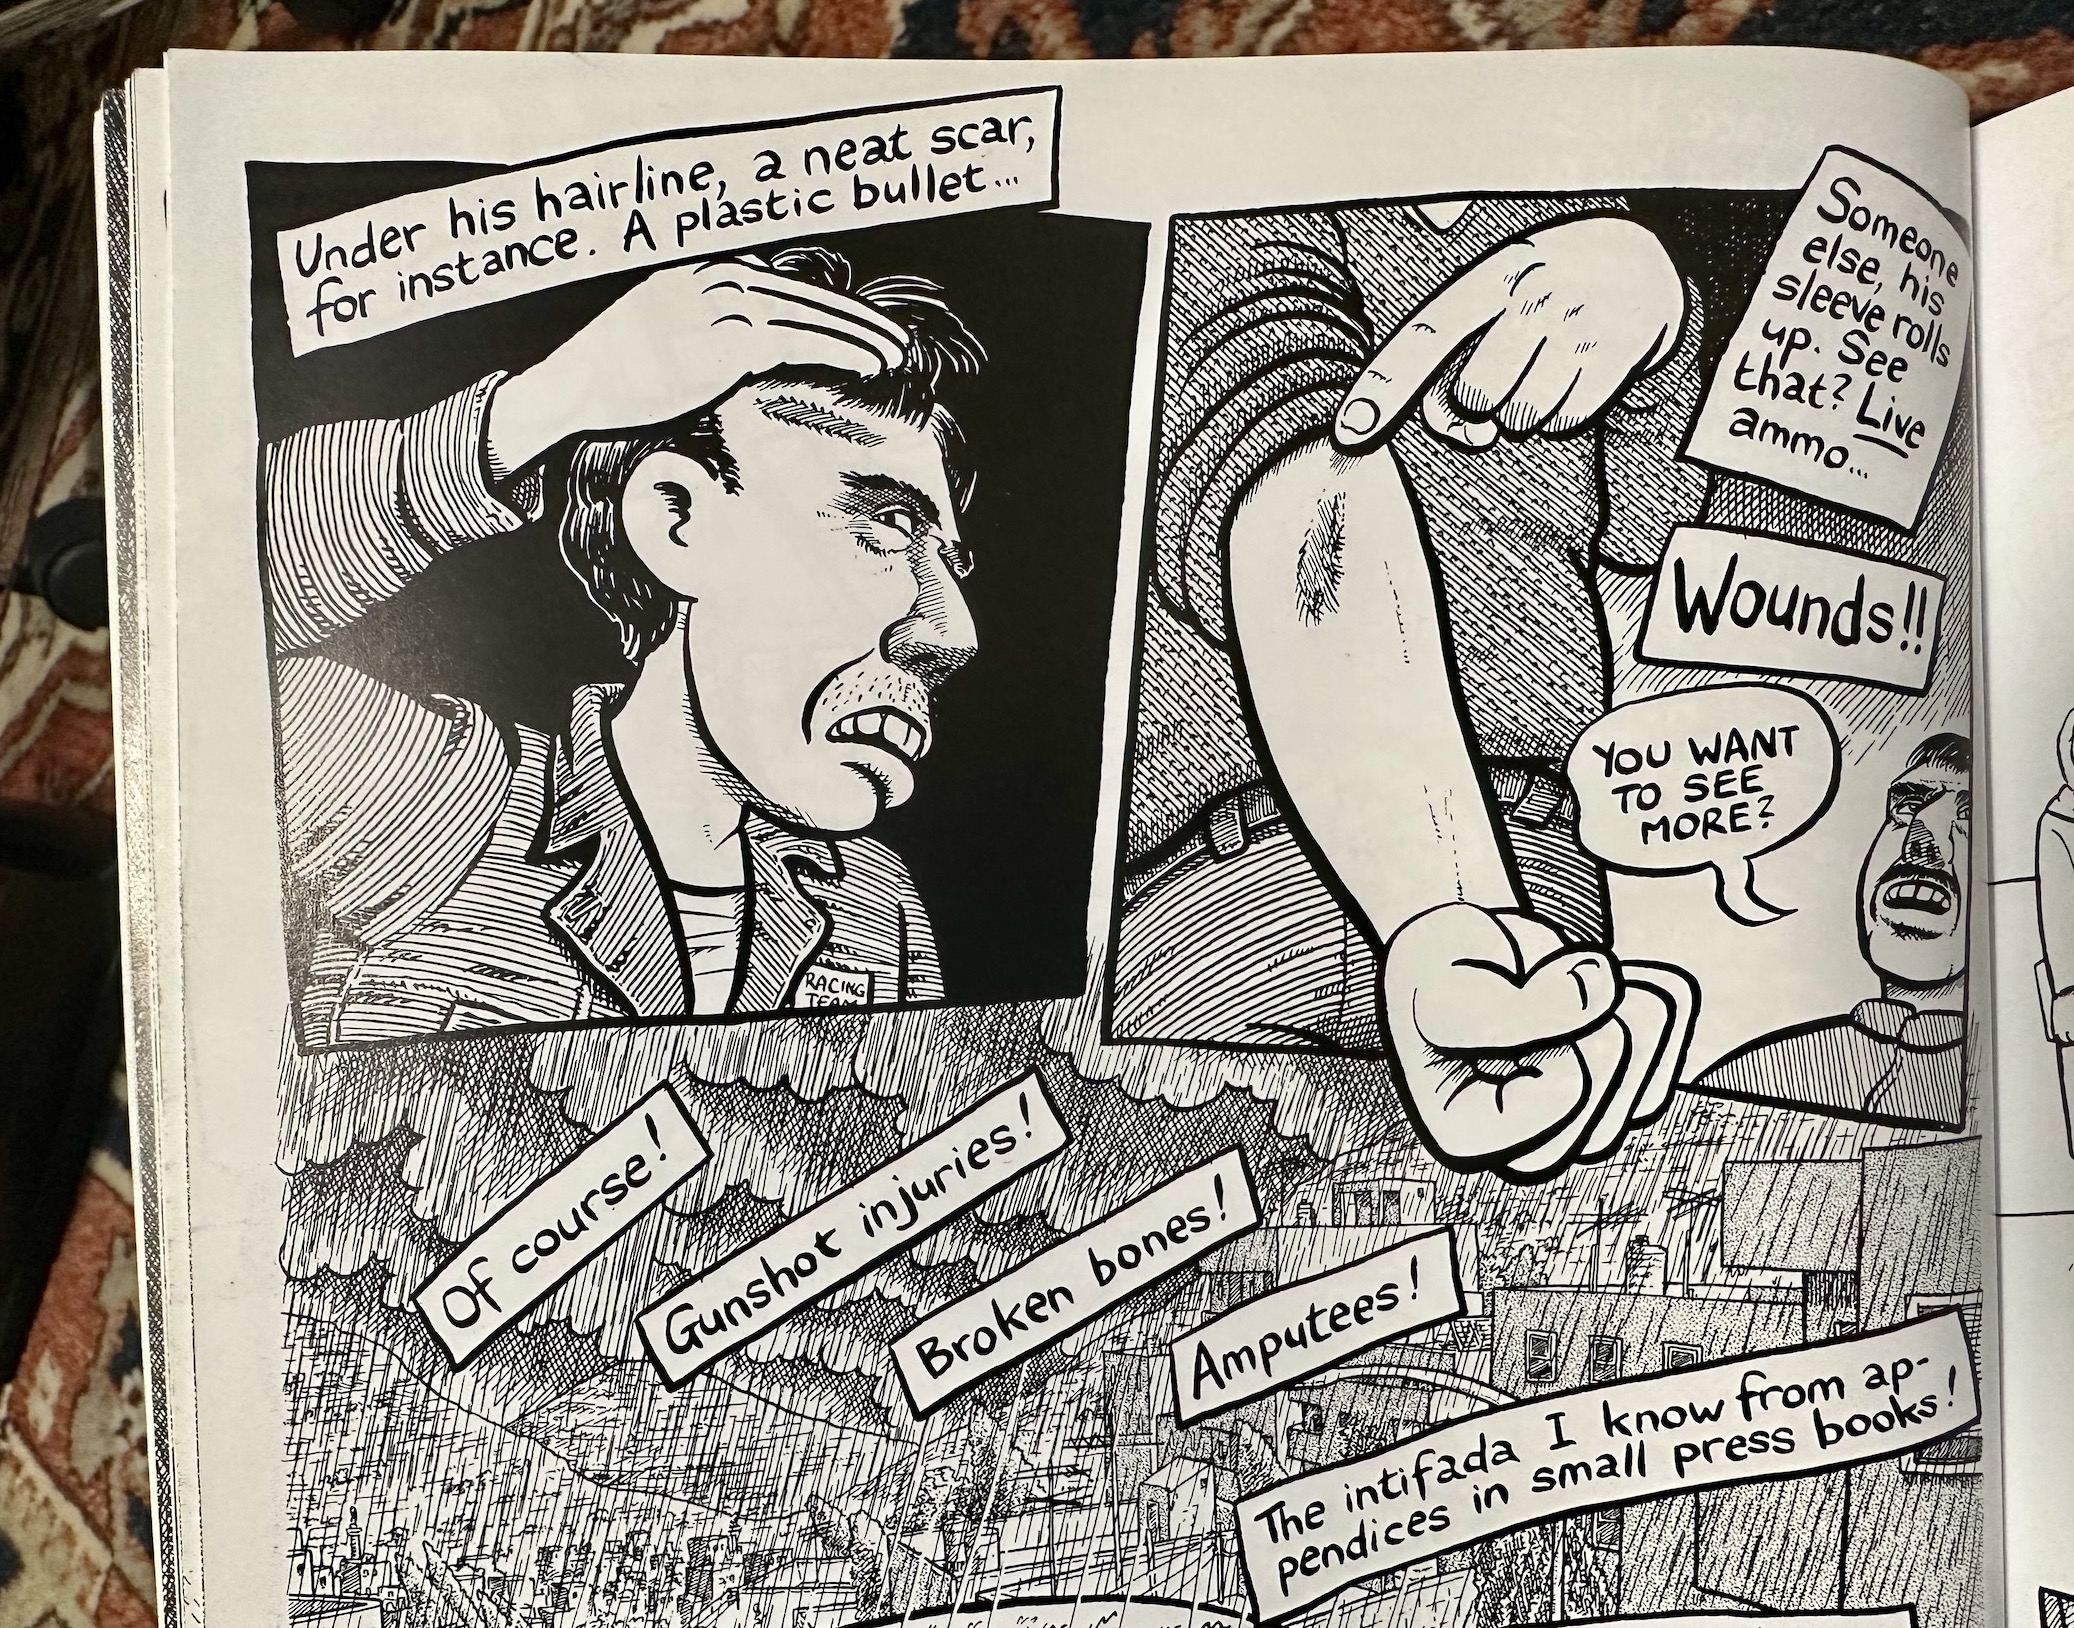 Under his hairline, a neat scar,
for instance. A plastic bullet...
RACING
TEAM
Someone
else, his
sleeve rolls
up. See
that? Live
ammo...
Wounds!!
YOU WANT
TO SEE
MORE?
Of course!
Gunshot injuries!
Broken bones!
Amputees!
The intifada I know from ap-
pendices in small press books!